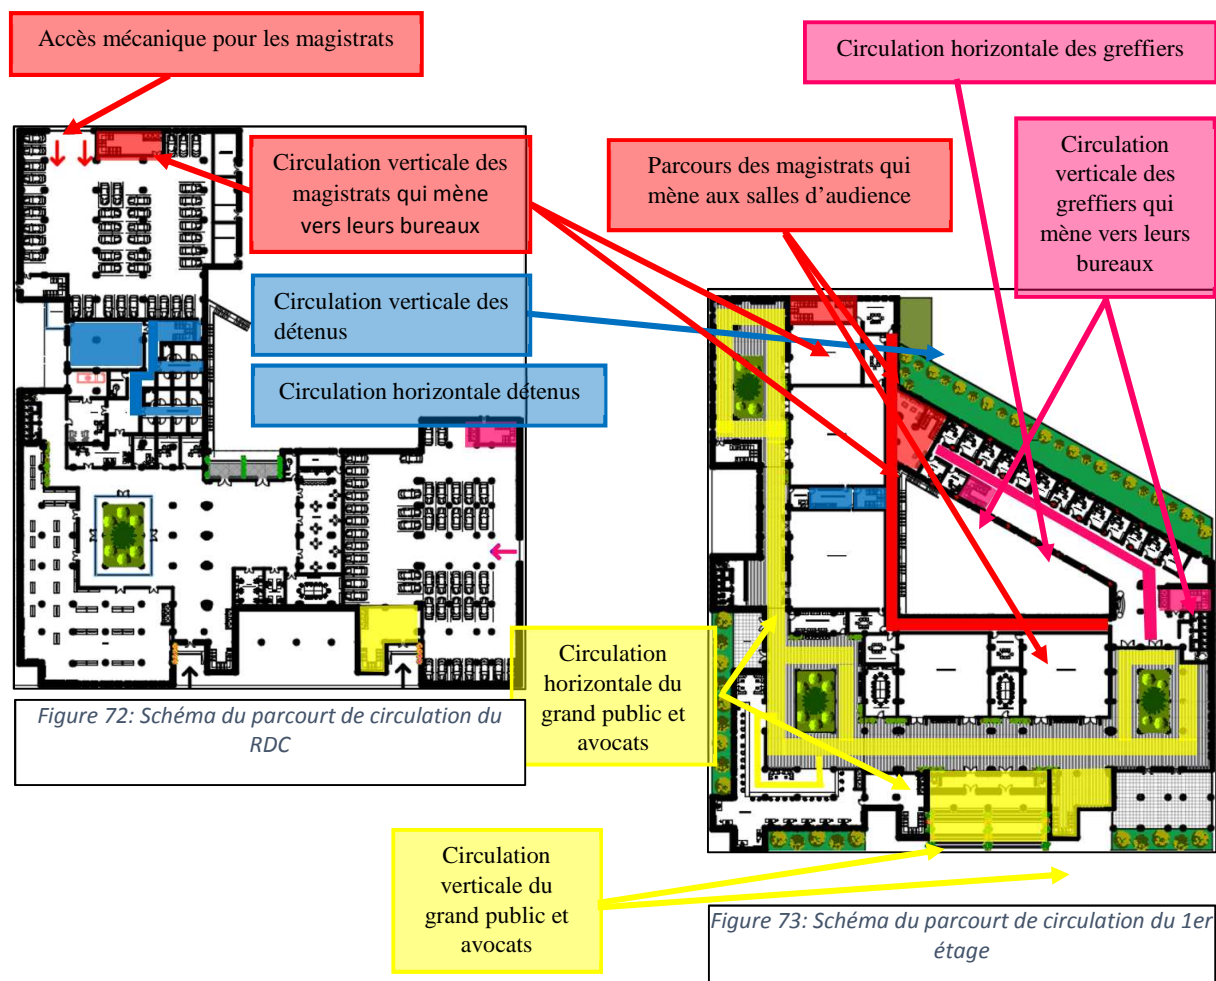 Accès mécanique pour les magistrats
Circulation horizontale des greffiers
Circulation verticale des
magistrats qui mène
vers leurs bureaux
Parcours des magistrats qui
mène aux salles d’audience
Circulation
verticale des
greffiers qui
mène vers leurs
bureaux
Circulation verticale des
détenus
Circulation horizontale détenus
Circulation
horizontale du
grand public et
avocats
Figure 72: Schéma du parcourt de circulation du
RDC
Circulation
verticale du
grand public et
avocats
Figure 73: Schéma du parcourt de circulation du 1er
étage